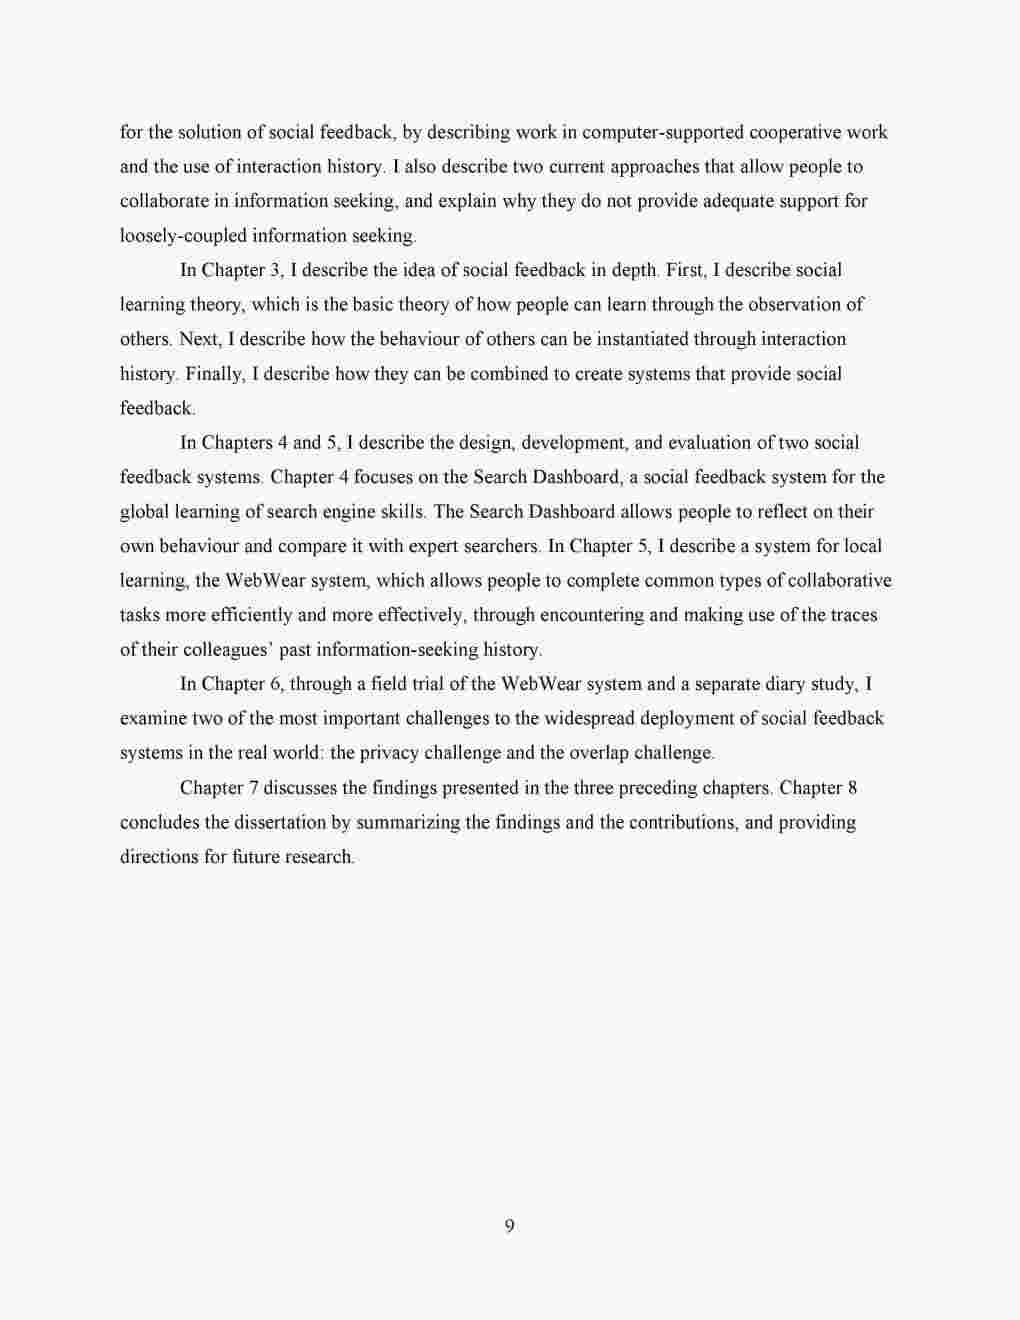 for the solution of social feedback, by describing work in computer-supported cooperative work
and the use of interaction history. I also describe two current approaches that allow people to
collaborate in information seeking, and explain why they do not provide adequate support for
loosely-coupled information seeking.
In Chapter 3, I describe the idea of social feedback in depth. First, I describe social
learning theory, which is the basic theory of how people can learn through the observation of
others. Next, I describe how the behaviour of others can be instantiated through interaction
history. Finally, I describe how they can be combined to create systems that provide social
feedback.
In Chapters 4 and 5, I describe the design, development, and evaluation of two social
feedback systems. Chapter 4 focuses on the Search Dashboard, a social feedback system for the
global learning of search engine skills. The Search Dashboard allows people to reflect on their
own behaviour and compare it with expert searchers. In Chapter 5, I describe a system for local
learning, the WebWear system, which allows people to complete common types of collaborative
tasks more efficiently and more effectively, through encountering and making use of the traces
of their colleagues’ past information-seeking history.
In Chapter 6, through a field trial of the WebWear system and a separate diary study, I
examine two of the most important challenges to the widespread deployment of social feedback
systems in the real world: the privacy challenge and the overlap challenge.
Chapter 7 discusses the findings presented in the three preceding chapters. Chapter 8
concludes the dissertation by summarizing the findings and the contributions, and providing
directions for future research.
9